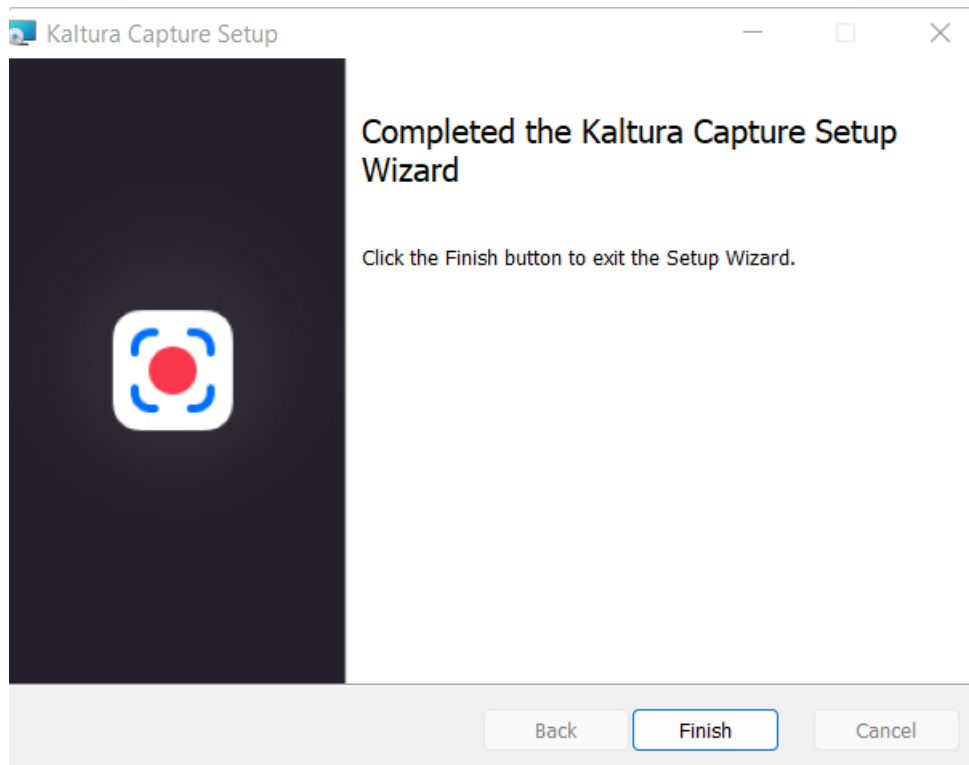 Kaltura Capture Setup
Completed the Kaltura Capture Setup
Wizard
Click the Finish button to exit the Setup Wizard.
Back
Finish
Cancel